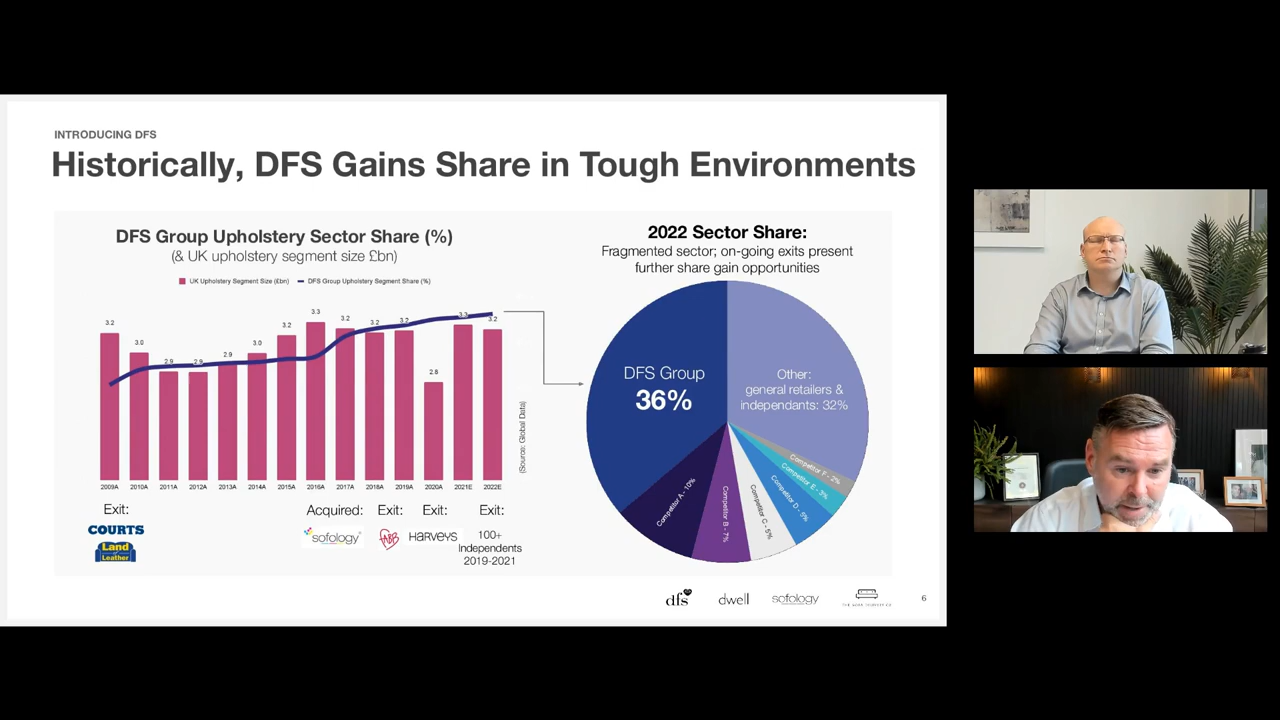 INTRODUCING DFS
Historically, DFS Gains Share in Tough Environments
DFS Group Upholstery Sector Share (%)
(& UK upholstery segment size £bn)
UK Upholstery Segment Size (£bn)
DFS Group Upholstery Segment Share (%)
3.2
3.0
2.9
2.9
2.9
3.0
3.2
3.3
3.2
3.2
3.2
2.8
3.3
3.2
2009A 2010A 2011A 2012A 2013A 2014A 2015A 2016A 2017A 2018A 2019A 2020A 2021E 2022E
(Source: Global Data)
Exit:
COURTS
Land
of
Leather
Acquired:
sofology
Exit:
Exit:
HARVEYS
Exit:
100+
Independents
2019-2021
2022 Sector Share:
Fragmented sector; on-going exits present
further share gain opportunities
DFS Group
36%
Other:
general retailers &
independants: 32%
Competitor F - 2%
Competitor E - 3%
Competitor D - 5%
Competitor C - 5%
Competitor B - 7%
Competitor A - 10%
dfs
dwell
sofology
6